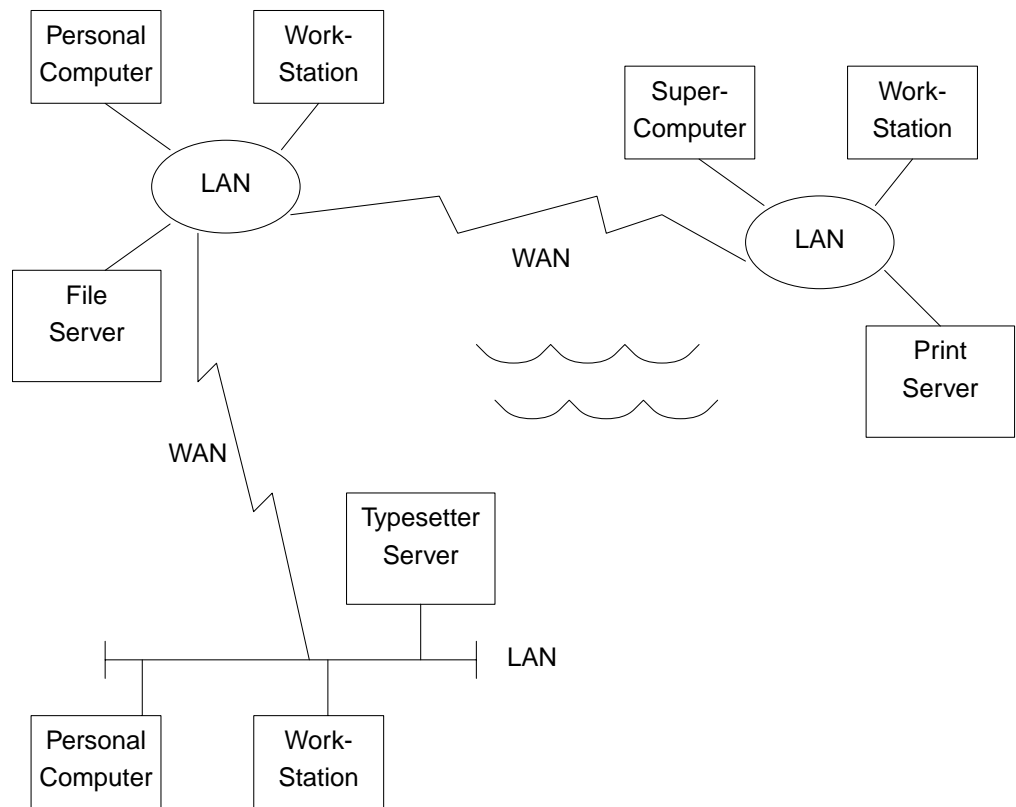 Personal
Computer
Work-
Station
LAN
File
Server
Super-
Computer
Work-
Station
LAN
WAN
Print
Server
WAN
Typesetter
Server
LAN
Personal
Computer
Work-
Station